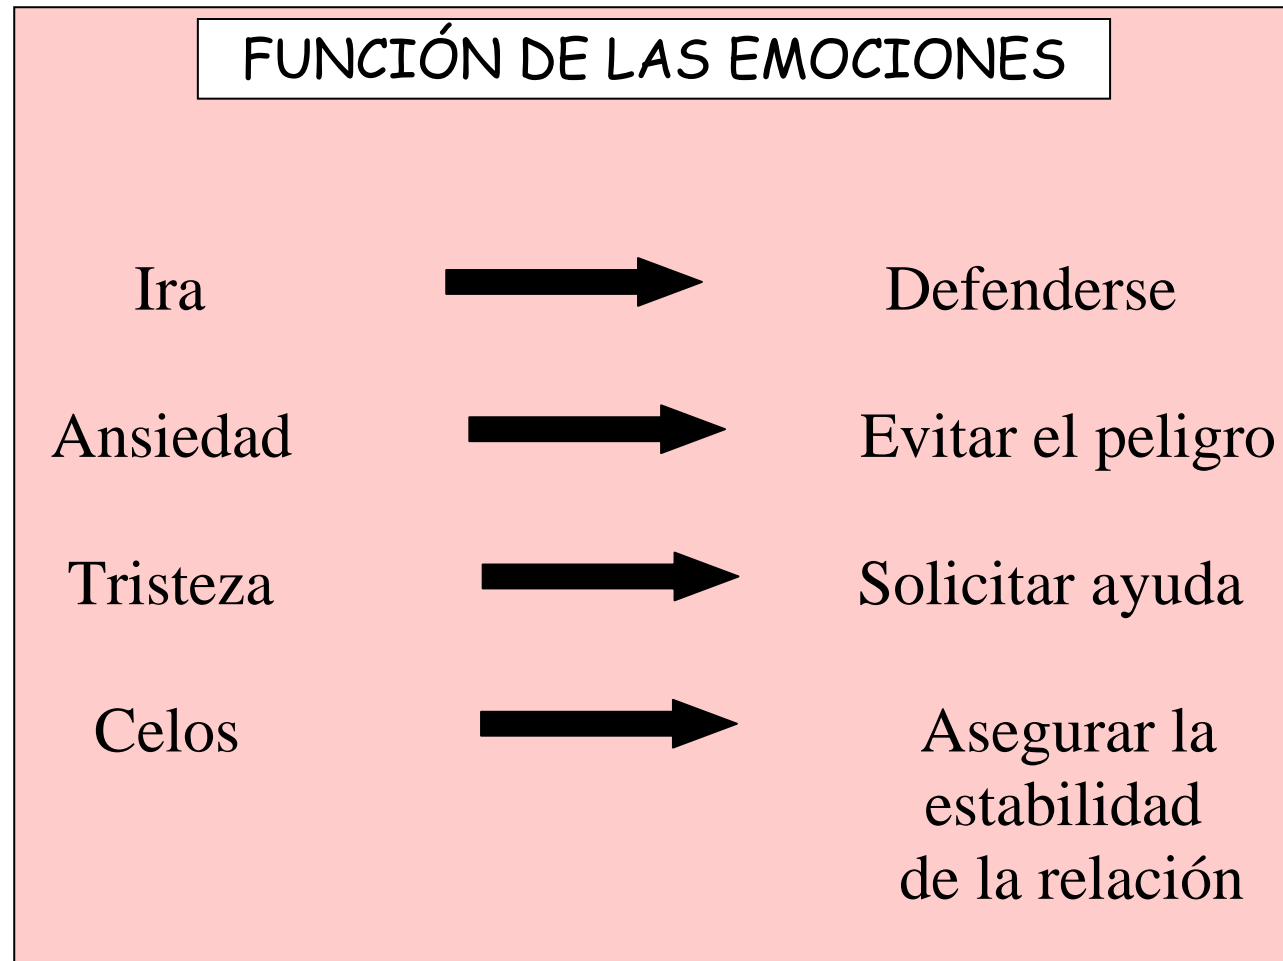 FUNCIÓN DE LAS EMOCIONES
Ira Defenderse
Ansiedad Evitar el peligro
Tristeza Solicitar ayuda
Celos Asegurar la
estabilidad
de la relación